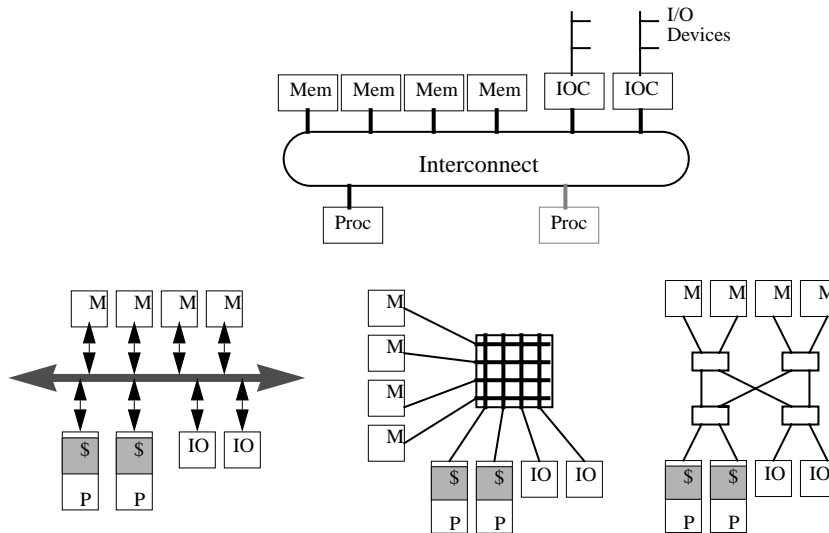 I/O
Devices
Mem Mem Mem Mem IOC IOC
Interconnect
Proc Proc
M M M M
M
M
M
M
M M M M
$ $ IO IO
P P
$ $ IO IO
P P
$ $ IO IO
P P